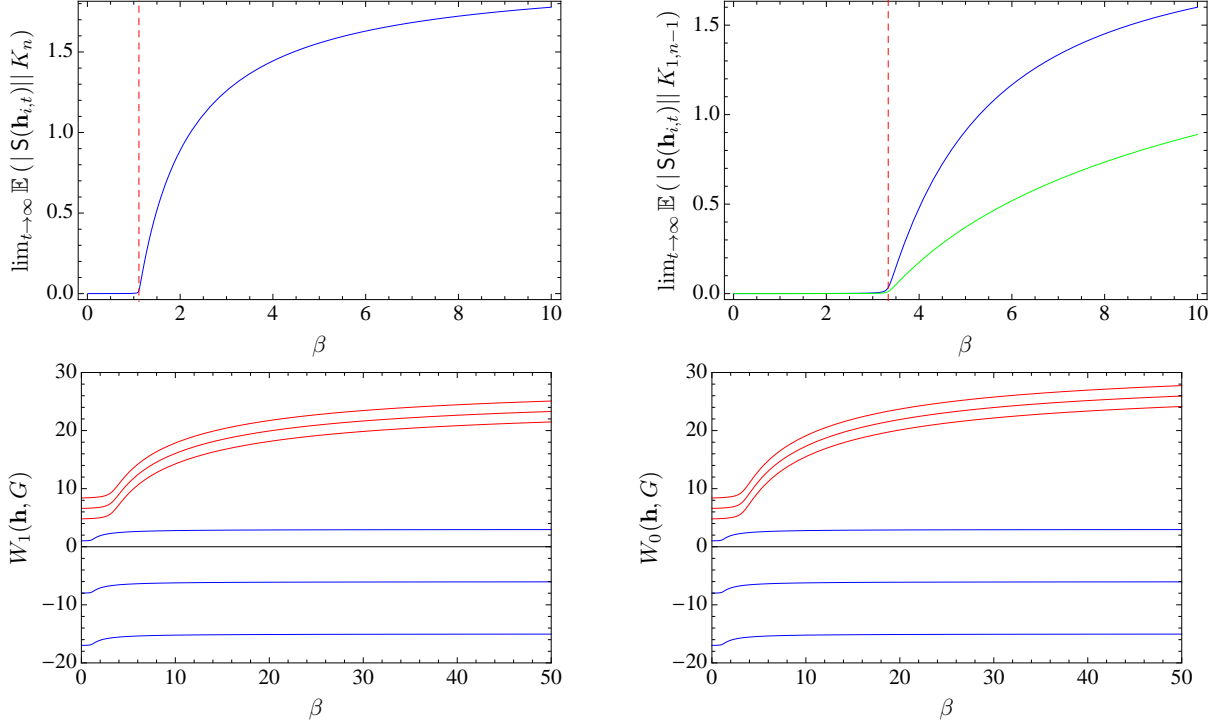 lim_{t→∞} 𝔼 (| S(h_{i,t})|| K_n)
1.5
1.0
0.5
0.0
0 2 4 6 8 10
β
lim_{t→∞} 𝔼 (| S(h_{i,t})|| K_{1,n−1})
1.5
1.0
0.5
0.0
0 2 4 6 8 10
β
W_1(h, G)
30
20
10
0
−10
−20
0 10 20 30 40 50
β
W_0(h, G)
30
20
10
0
−10
−20
0 10 20 30 40 50
β